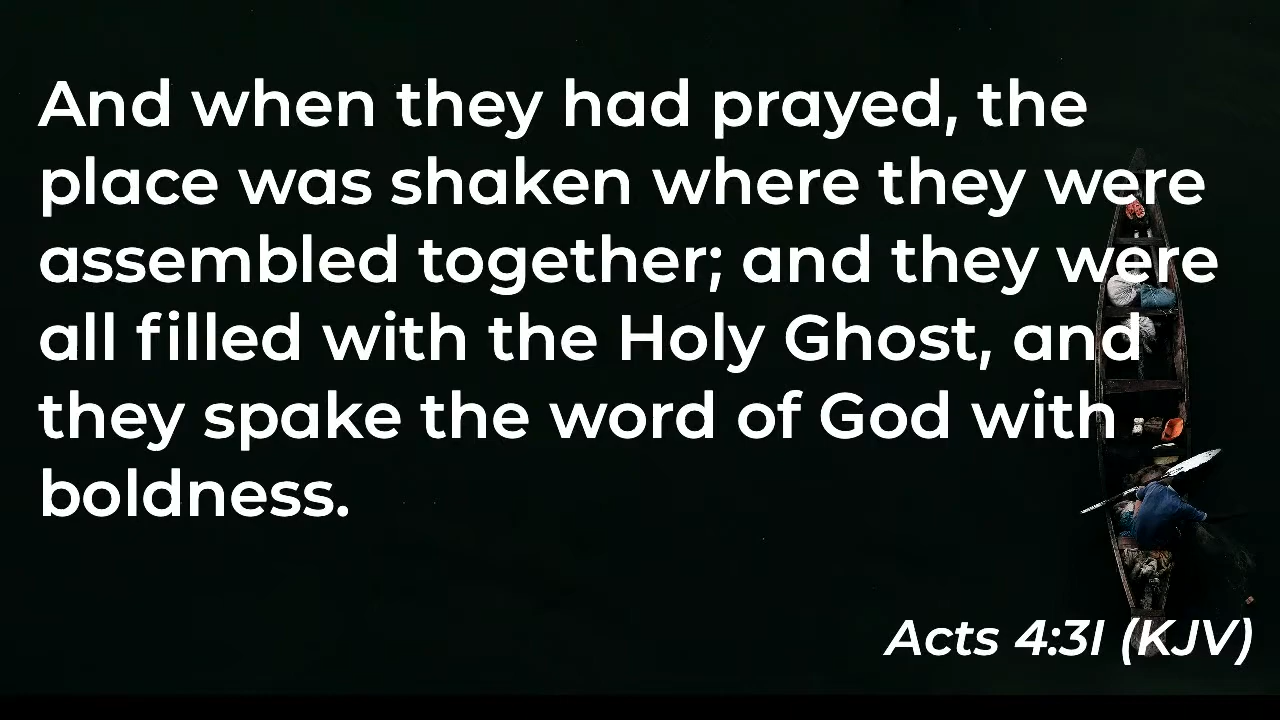 And when they had prayed, the
place was shaken where they were
assembled together; and they were
all filled with the Holy Ghost, and
they spake the word of God with
boldness.
Acts 4:31 (KJV)